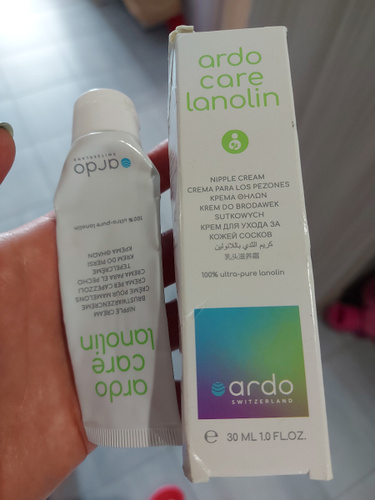 ardo
care
lanolin
NIPPLE CREAM
CREMA PARA LOS PEZONES
ΚΡΕΜΑ ΘΗΛΩΝ
KREM DO BRODAWEK
SUTKOWYCH
КРЕМ ДЛЯ УХОДА ЗА
КОЖЕЙ СОСКОВ
كريم الثدي باللانولين
乳头滋养霜
100% ultra-pure lanolin
ardo
SWITZERLAND
e 30 ML 1.0 FL.OZ.
ardo
care
lanolin
NIPPLE CREAM
BRUSTWARZENCREME
CRÈME POUR MAMELONS
CREMA PER CAPEZZOLI
CREMA PARA EL PECHO
TEPELCRÈME
KREM DO PIERSI
ΚΡΕΜΑ ΘΗΛΩΝ
100% ultra-pure lanolin
ardo
SWITZERLAND